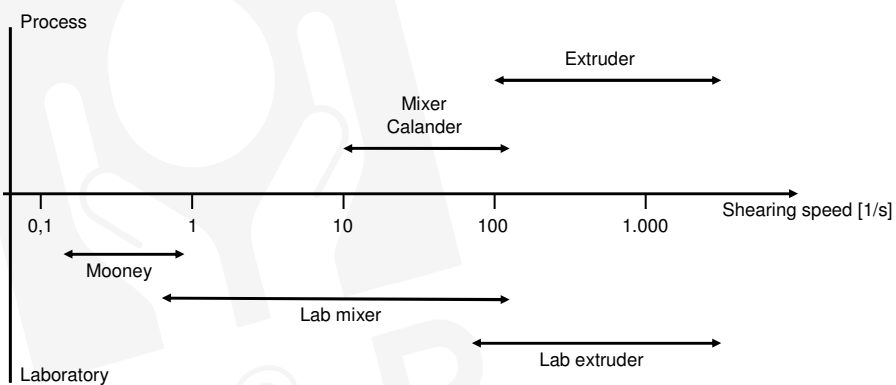 Process
Extruder
Mixer
Calander
0,1
1
10
100
1.000
Shearing speed [1/s]
Mooney
Lab mixer
Lab extruder
Laboratory